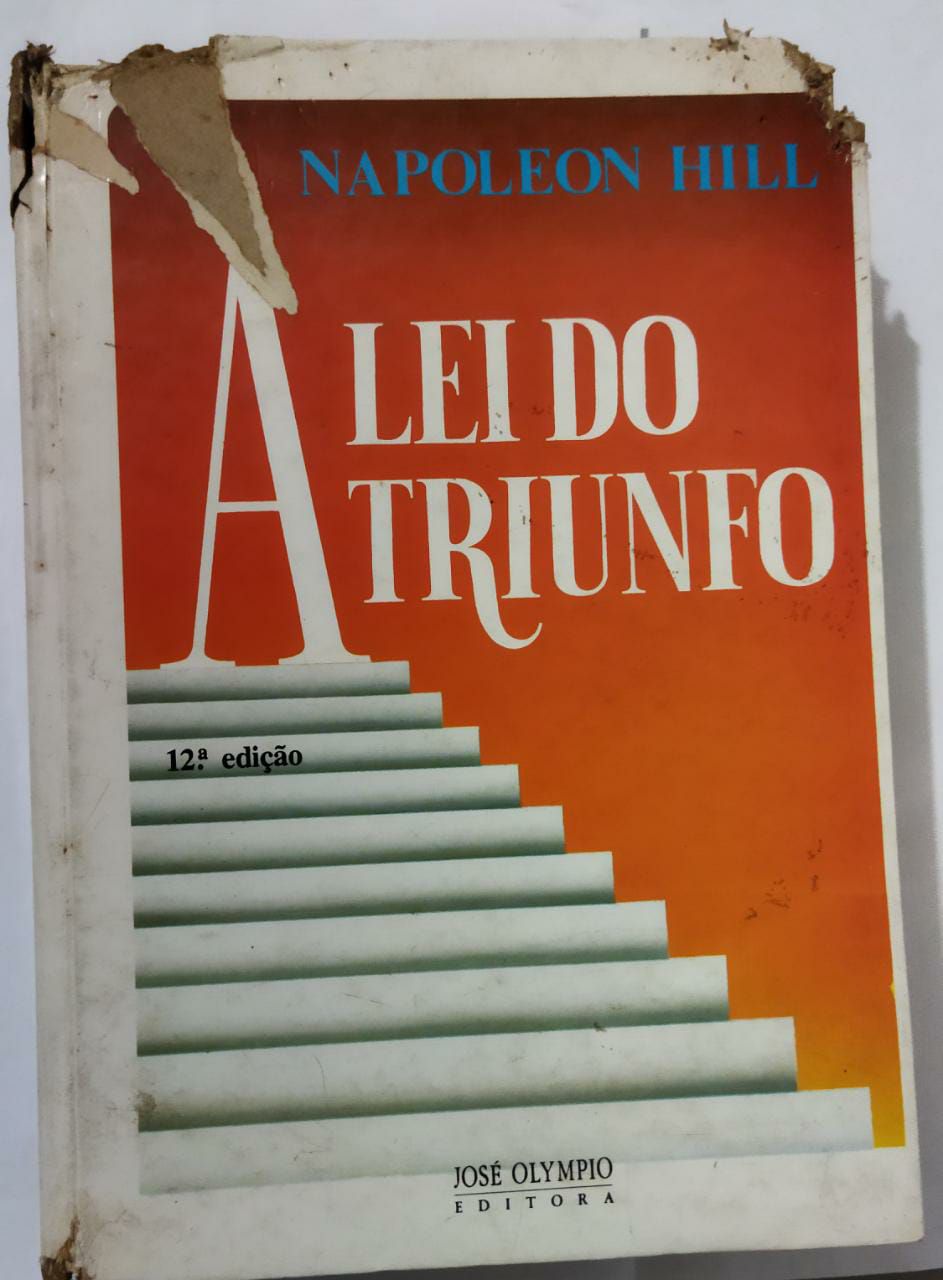 NAPOLEON HILL
A LEI DO
TRIUNFO
12.ª edição
JOSÉ OLYMPIO
EDITORA